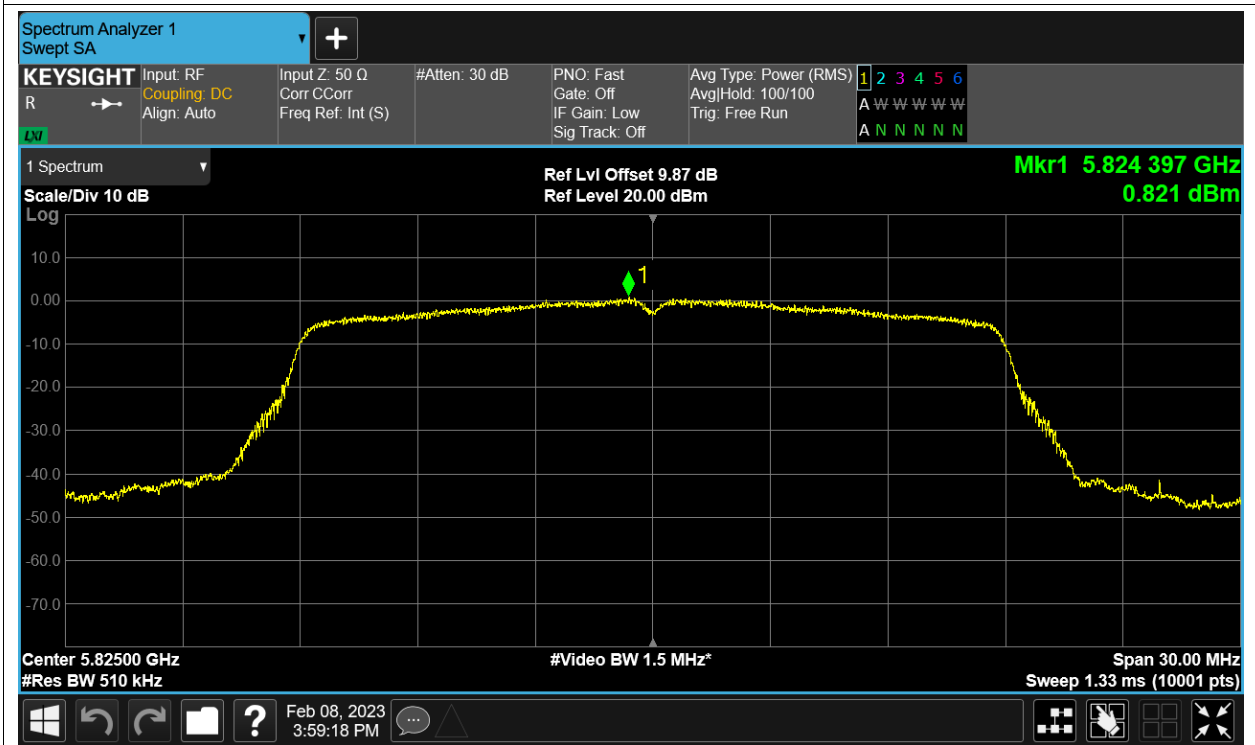 Spectrum Analyzer 1
Swept SA
KEYSIGHT
R
LXI
Input: RF
Coupling: DC
Align: Auto
Input Z: 50 Ω
Corr CCorr
Freq Ref: Int (S)
#Atten: 30 dB
PNO: Fast
Gate: Off
IF Gain: Low
Sig Track: Off
Avg Type: Power (RMS)
Avg|Hold: 100/100
Trig: Free Run
1 2 3 4 5 6
A W W W W W
A N N N N N
1 Spectrum
Scale/Div 10 dB
Ref Lvl Offset 9.87 dB
Ref Level 20.00 dBm
Mkr1 5.824 397 GHz
0.821 dBm
Log
10.0
0.00
-10.0
-20.0
-30.0
-40.0
-50.0
-60.0
-70.0
1
Center 5.82500 GHz
#Res BW 510 kHz
#Video BW 1.5 MHz*
Span 30.00 MHz
Sweep 1.33 ms (10001 pts)
?
Feb 08, 2023
3:59:18 PM